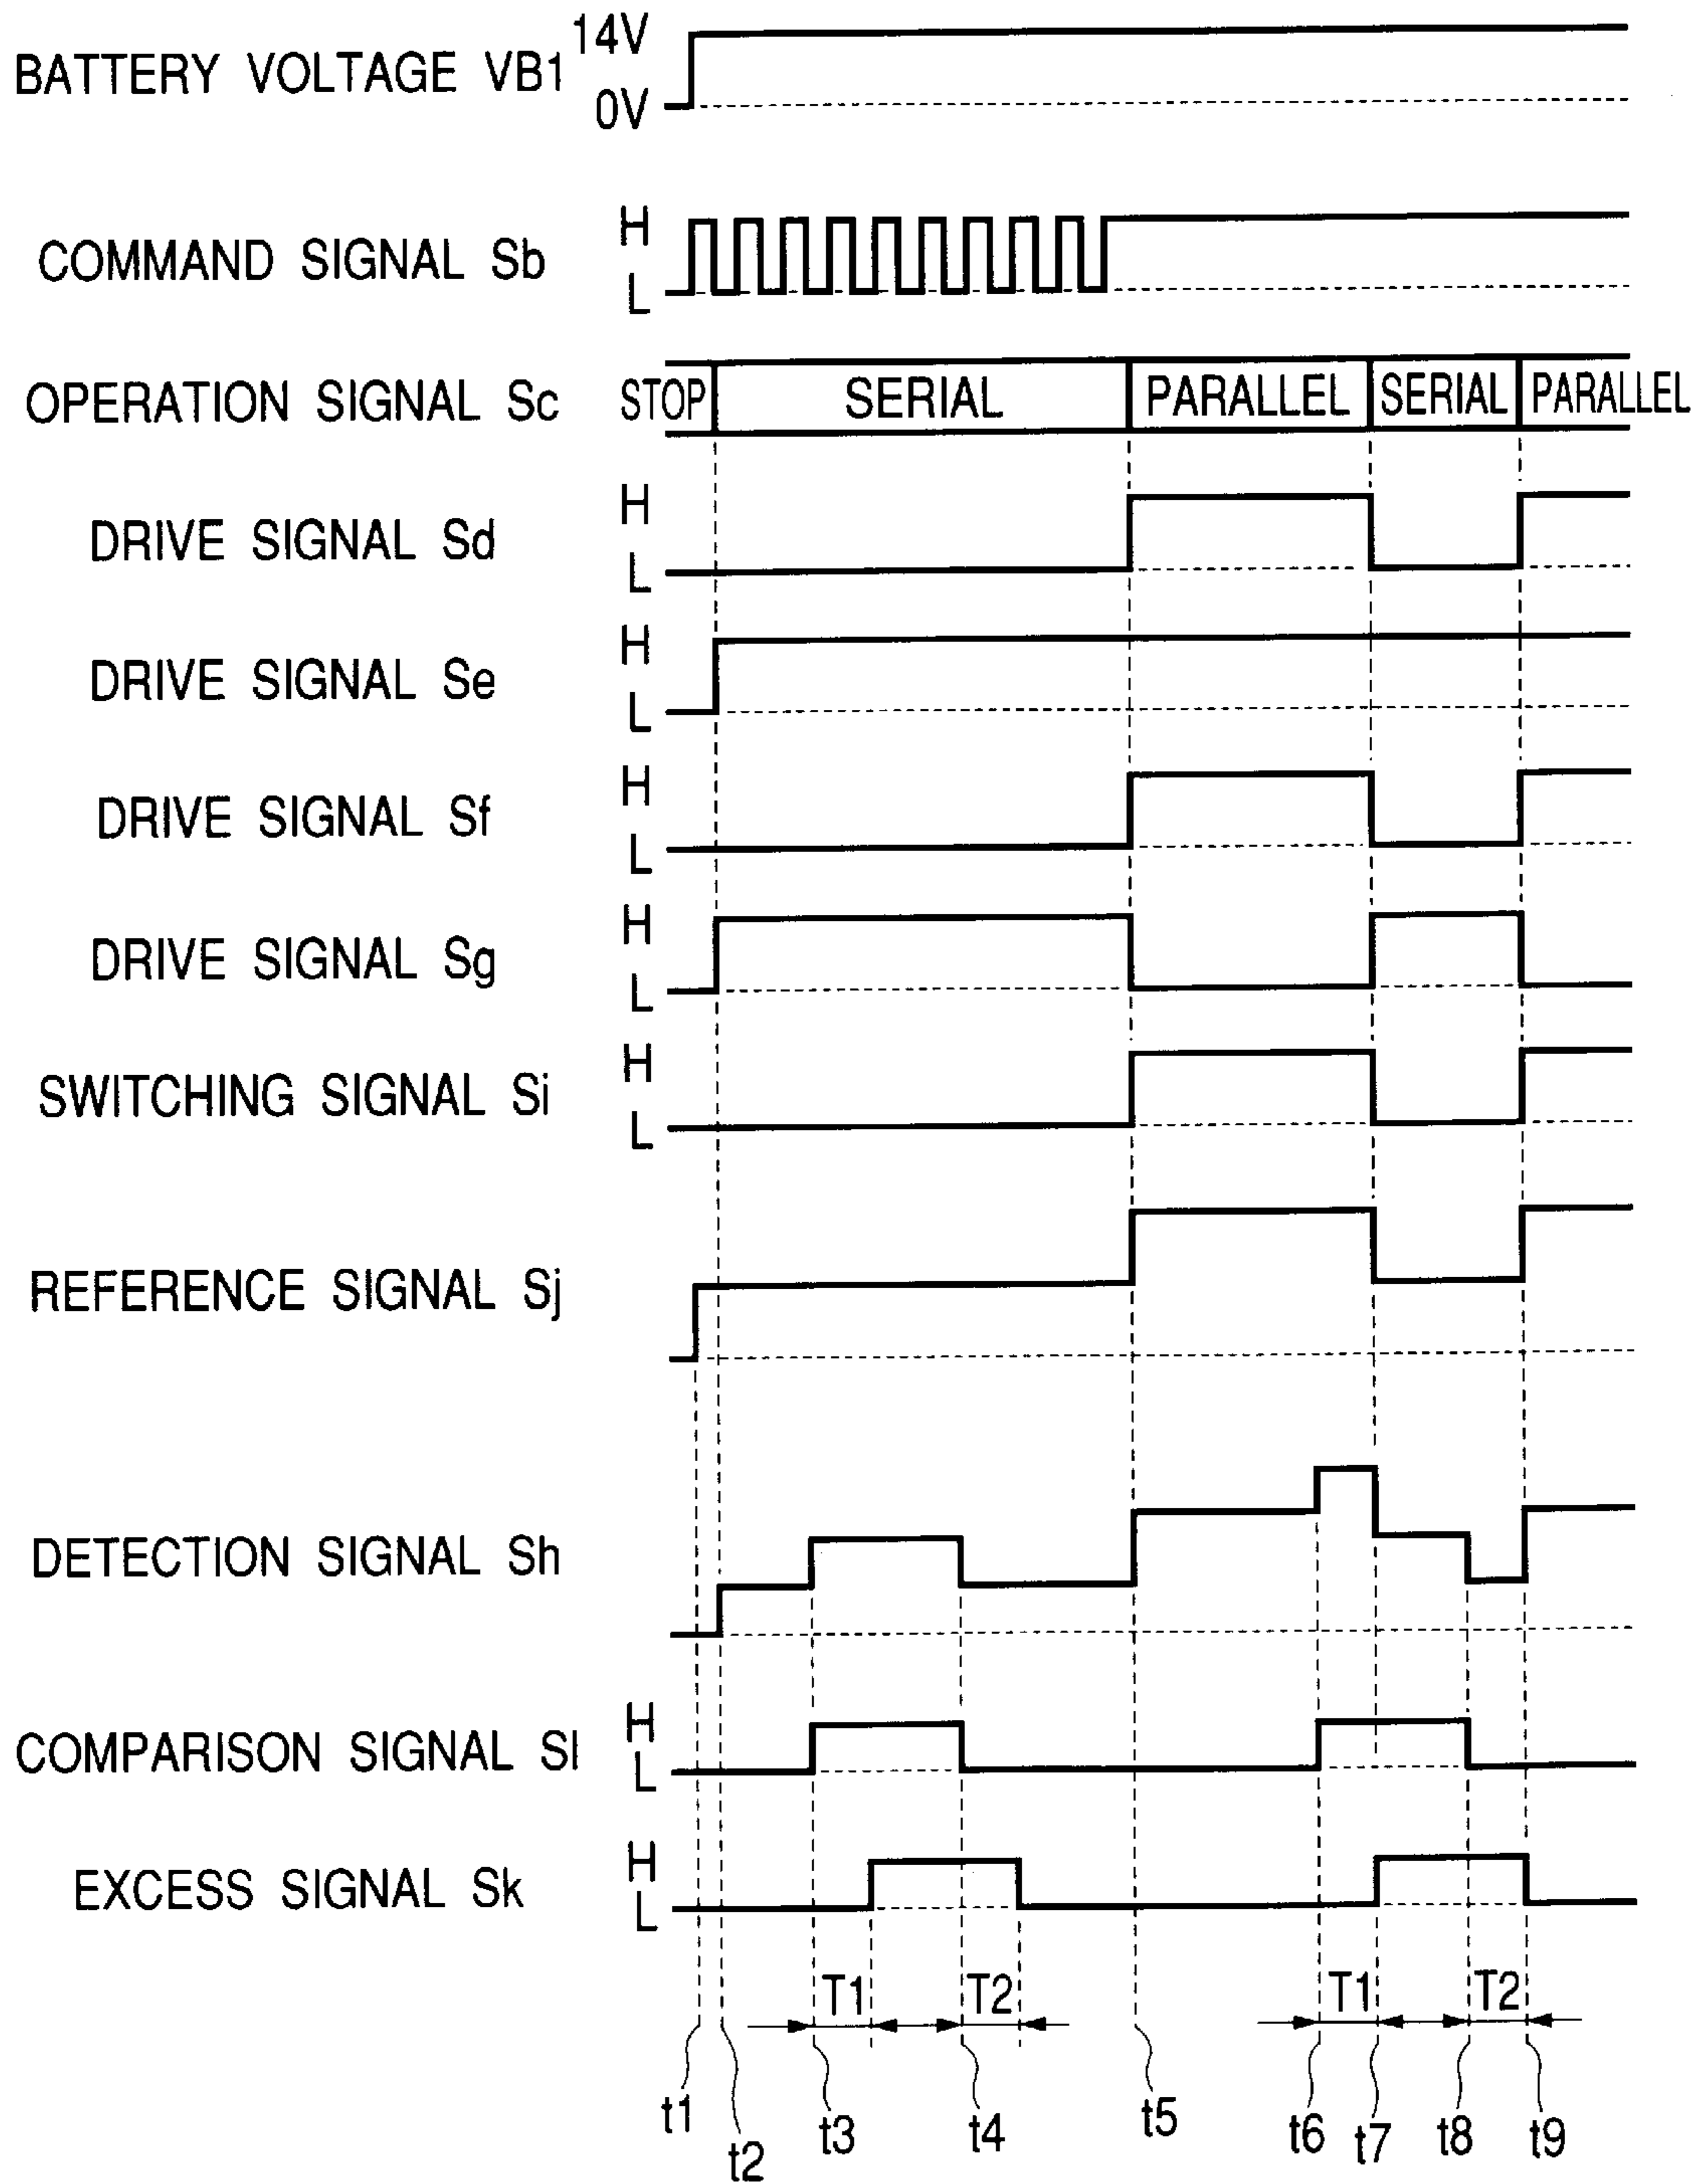 14V
BATTERY VOLTAGE VB1
0V
H
COMMAND SIGNAL Sb
L
OPERATION SIGNAL Sc STOP SERIAL PARALLEL SERIAL PARALLEL
H
DRIVE SIGNAL Sd
L
H
DRIVE SIGNAL Se
L
H
DRIVE SIGNAL Sf
L
H
DRIVE SIGNAL Sg
L
H
SWITCHING SIGNAL Si
L
REFERENCE SIGNAL Sj
DETECTION SIGNAL Sh
H
COMPARISON SIGNAL Sl
L
H
EXCESS SIGNAL Sk
L
T1 T2 T1 T2
t1 t2 t3 t4 t5 t6 t7 t8 t9